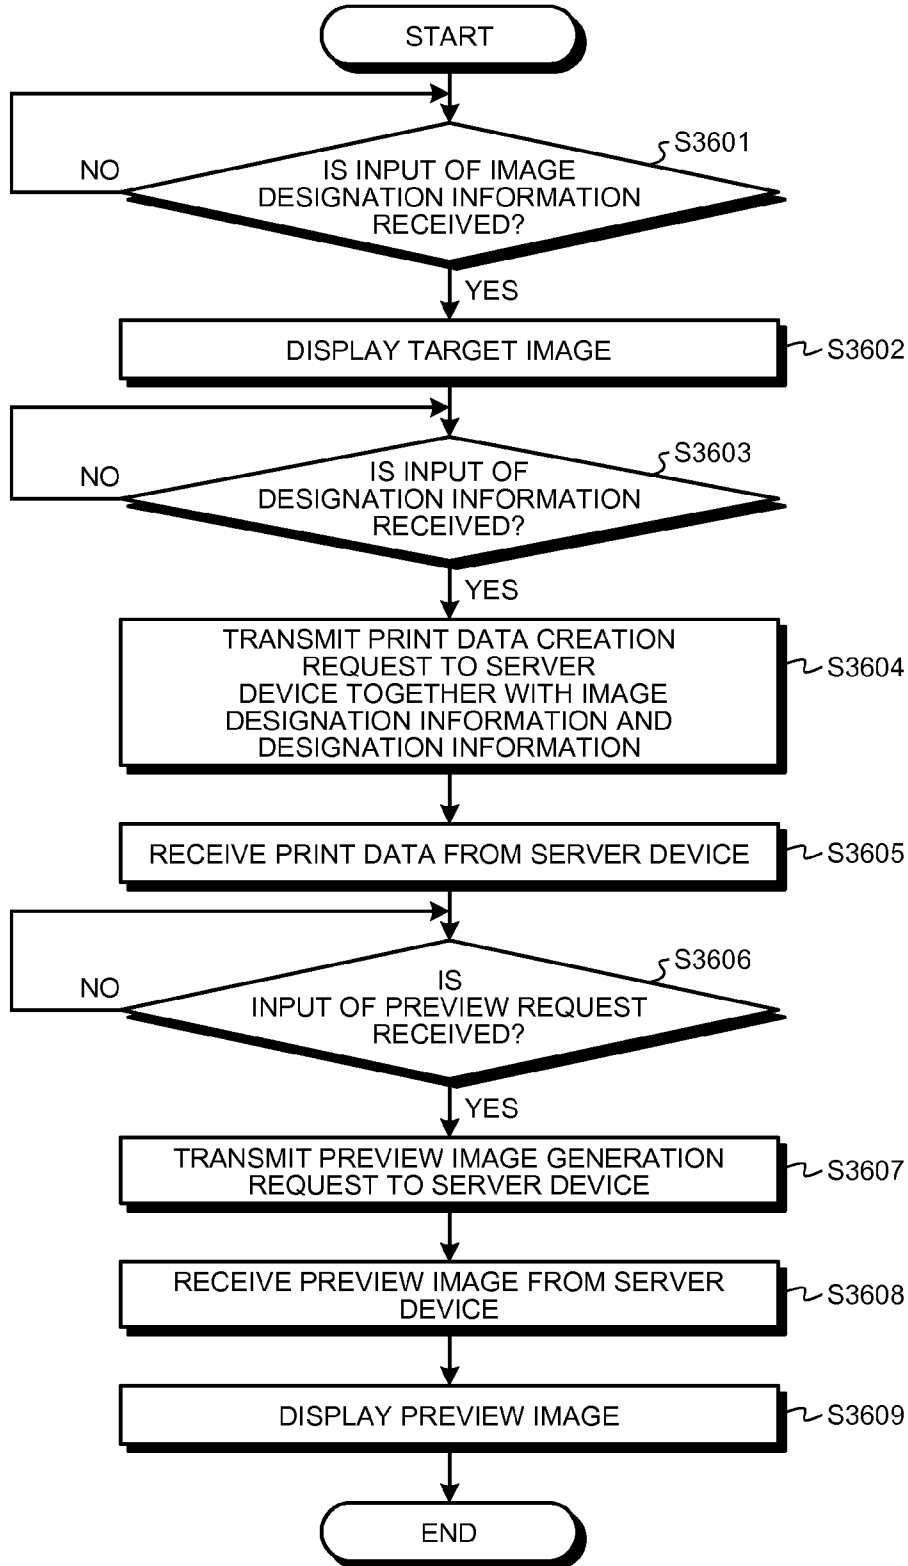 START
S3601
NO
IS INPUT OF IMAGE
DESIGNATION INFORMATION
RECEIVED?
YES
DISPLAY TARGET IMAGE
S3602
S3603
NO
IS INPUT OF
DESIGNATION INFORMATION
RECEIVED?
YES
TRANSMIT PRINT DATA CREATION
REQUEST TO SERVER
DEVICE TOGETHER WITH IMAGE
DESIGNATION INFORMATION AND
DESIGNATION INFORMATION
S3604
RECEIVE PRINT DATA FROM SERVER DEVICE
S3605
S3606
NO
IS
INPUT OF PREVIEW REQUEST
RECEIVED?
YES
TRANSMIT PREVIEW IMAGE GENERATION
REQUEST TO SERVER DEVICE
S3607
RECEIVE PREVIEW IMAGE FROM SERVER
DEVICE
S3608
DISPLAY PREVIEW IMAGE
S3609
END